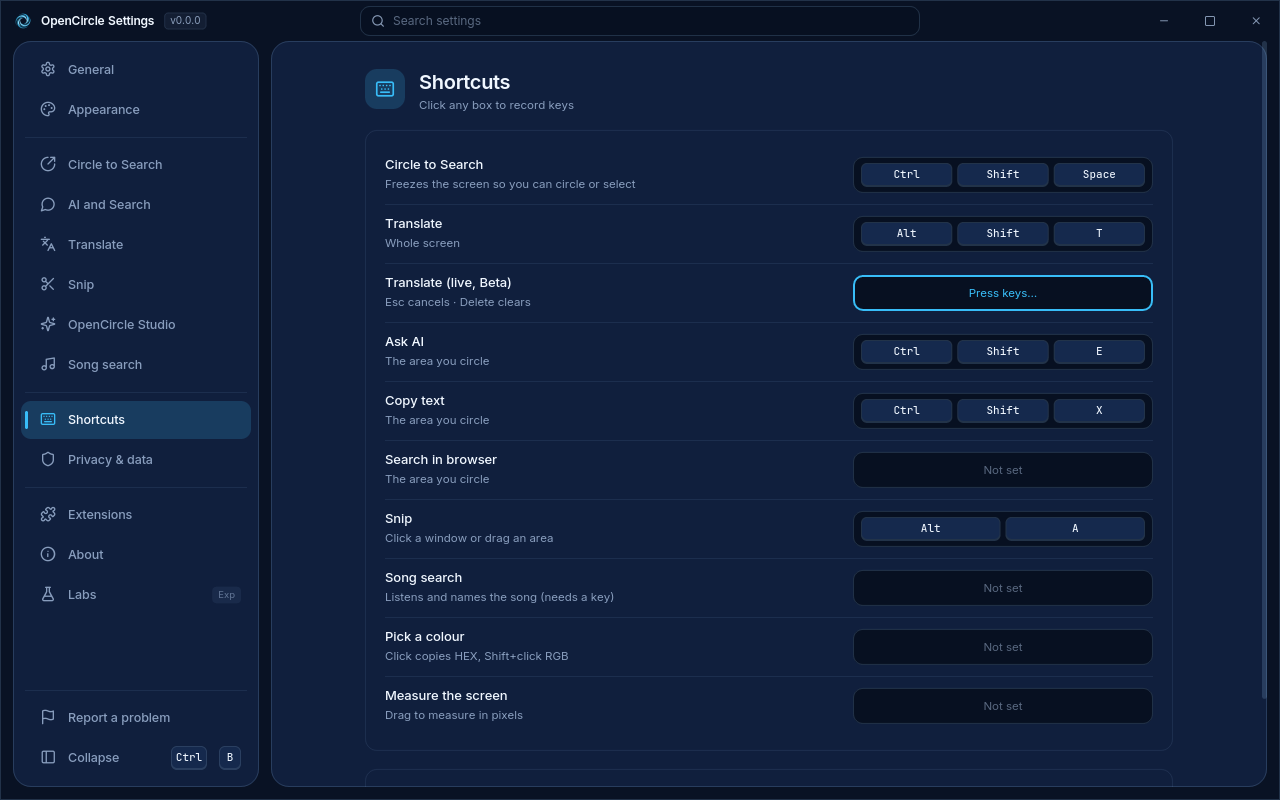 OpenCircle Settings v0.0.0
Search settings
General
Appearance
Circle to Search
AI and Search
Translate
Snip
OpenCircle Studio
Song search
Shortcuts
Privacy & data
Extensions
About
Labs Exp
Report a problem
Collapse Ctrl B
Shortcuts
Click any box to record keys
Circle to Search
Freezes the screen so you can circle or select
Ctrl Shift Space
Translate
Whole screen
Alt Shift T
Translate (live, Beta)
Esc cancels · Delete clears
Press keys...
Ask AI
The area you circle
Ctrl Shift E
Copy text
The area you circle
Ctrl Shift X
Search in browser
The area you circle
Not set
Snip
Click a window or drag an area
Alt A
Song search
Listens and names the song (needs a key)
Not set
Pick a colour
Click copies HEX, Shift+click RGB
Not set
Measure the screen
Drag to measure in pixels
Not set